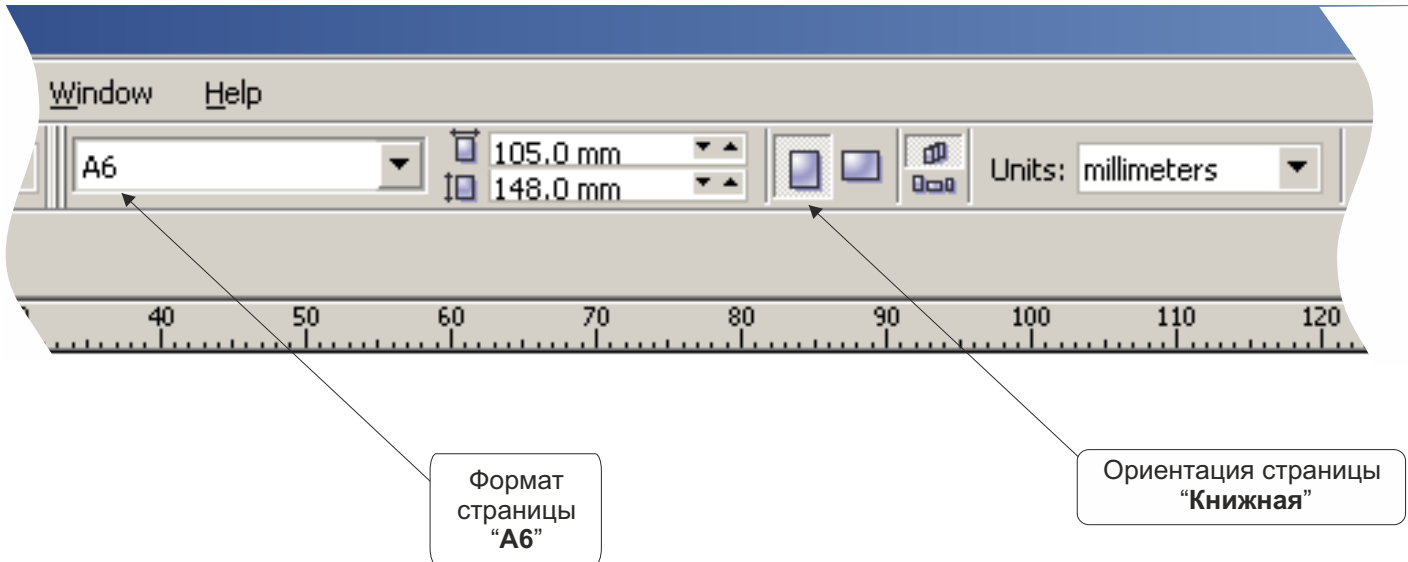 Window Help
A6 105.0 mm Units: millimeters
148.0 mm
40 50 60 70 80 90 100 110 120
Формат
страницы
“А6”
Ориентация страницы
“Книжная”